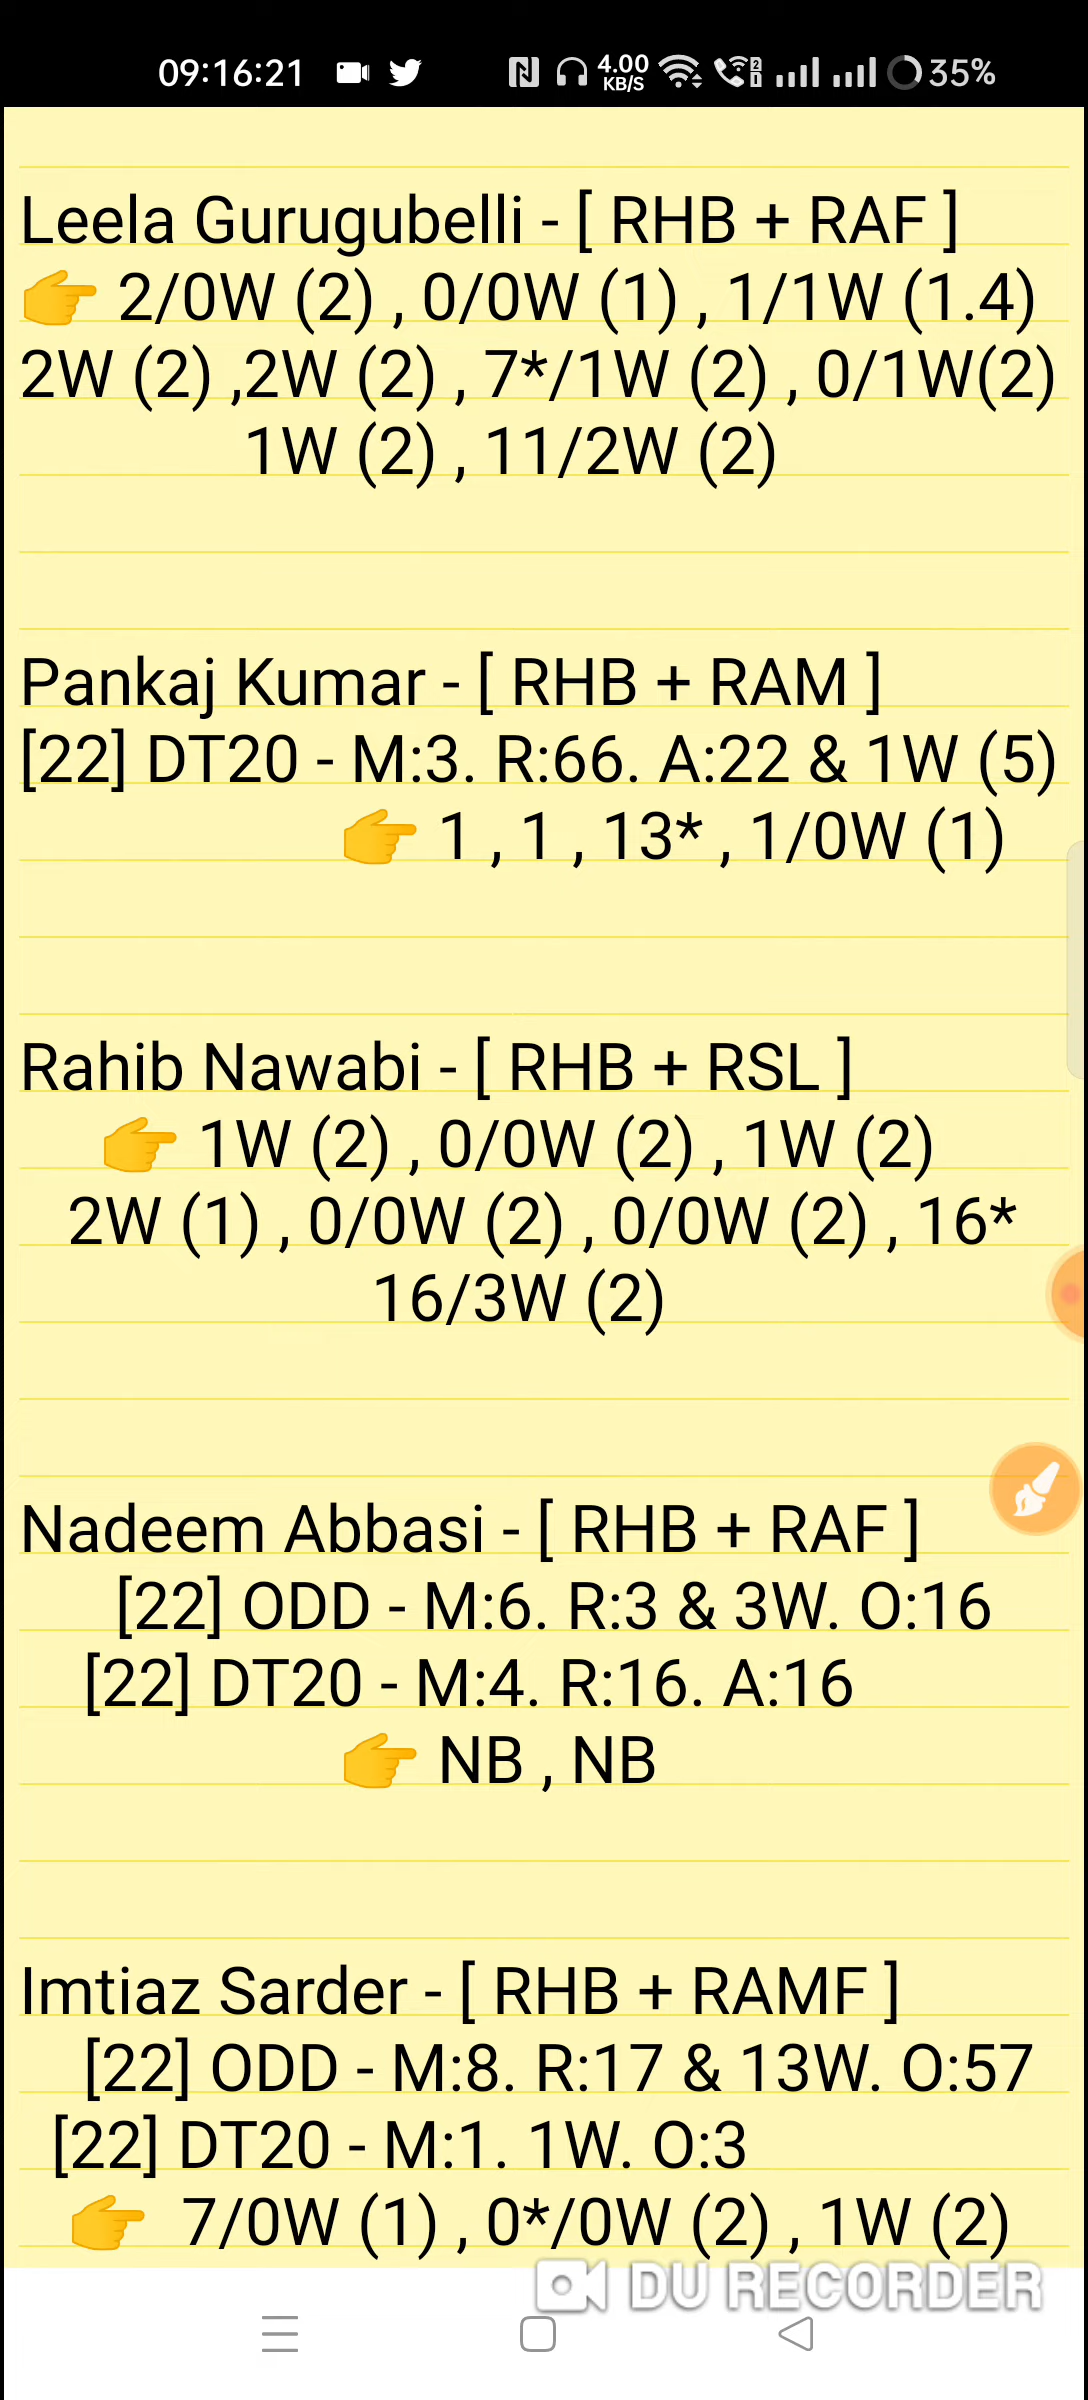 09:16:21 4.00 KB/S 2 1 35%
Leela Gurugubelli - [ RHB + RAF ]
👉 2/0W (2) , 0/0W (1) , 1/1W (1.4)
2W (2) ,2W (2) , 7*/1W (2) , 0/1W(2)
1W (2) , 11/2W (2)
Pankaj Kumar - [ RHB + RAM ]
[22] DT20 - M:3. R:66. A:22 & 1W (5)
👉 1 , 1 , 13* , 1/0W (1)
Rahib Nawabi - [ RHB + RSL ]
👉 1W (2) , 0/0W (2) , 1W (2)
2W (1) , 0/0W (2) , 0/0W (2) , 16*
16/3W (2)
Nadeem Abbasi - [ RHB + RAF ]
[22] ODD - M:6. R:3 & 3W. O:16
[22] DT20 - M:4. R:16. A:16
👉 NB , NB
Imtiaz Sarder - [ RHB + RAMF ]
[22] ODD - M:8. R:17 & 13W. O:57
[22] DT20 - M:1. 1W. O:3
👉 7/0W (1) , 0*/0W (2) , 1W (2)
DU RECORDER